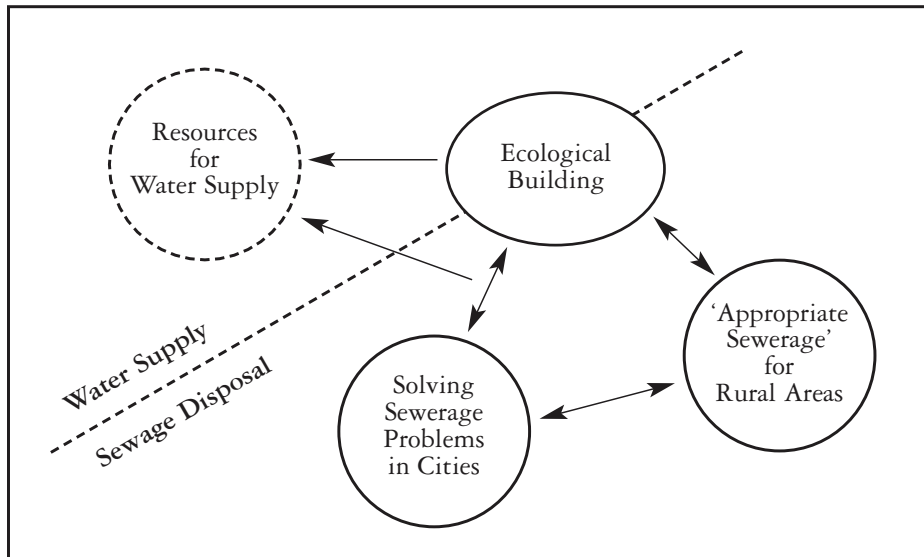 Resources
for
Water Supply
Ecological
Building
'Appropriate
Sewerage'
for
Rural Areas
Water Supply
Sewage Disposal
Solving
Sewerage
Problems
in Cities